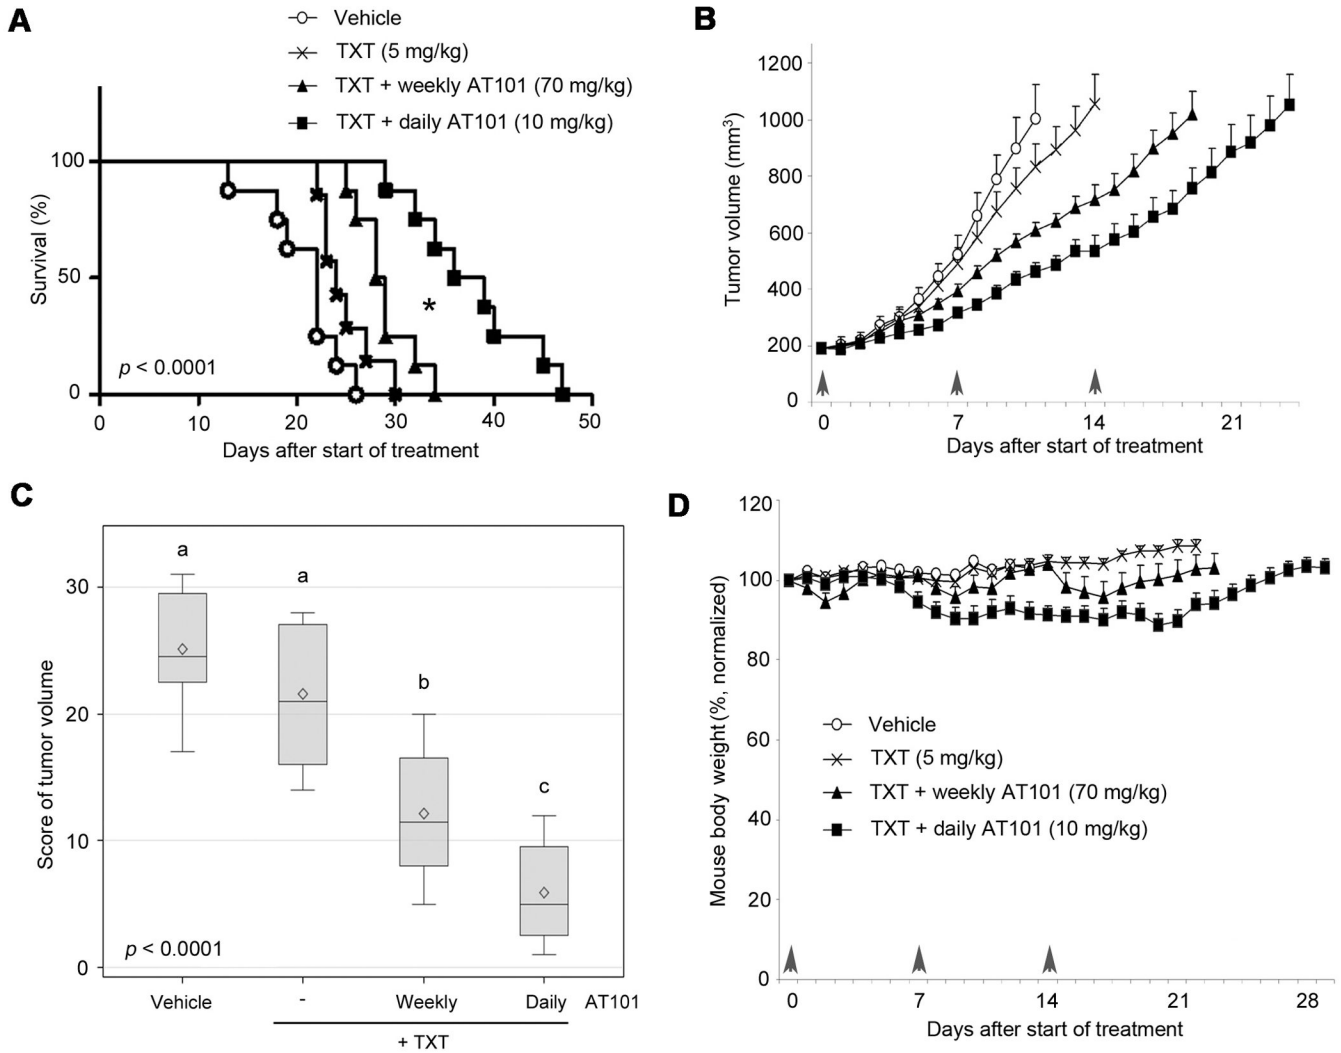 A
Vehicle
TXT (5 mg/kg)
TXT + weekly AT101 (70 mg/kg)
TXT + daily AT101 (10 mg/kg)
100
50
0
Survival (%)
*
p < 0.0001
0 10 20 30 40 50
Days after start of treatment
B
1200
1000
800
600
400
200
0
Tumor volume (mm³)
0 7 14 21
Days after start of treatment
C
30
20
10
0
Score of tumor volume
a
a
b
c
p < 0.0001
Vehicle - Weekly Daily AT101
+ TXT
D
120
100
80
60
40
20
0
Mouse body weight (%, normalized)
Vehicle
TXT (5 mg/kg)
TXT + weekly AT101 (70 mg/kg)
TXT + daily AT101 (10 mg/kg)
0 7 14 21 28
Days after start of treatment